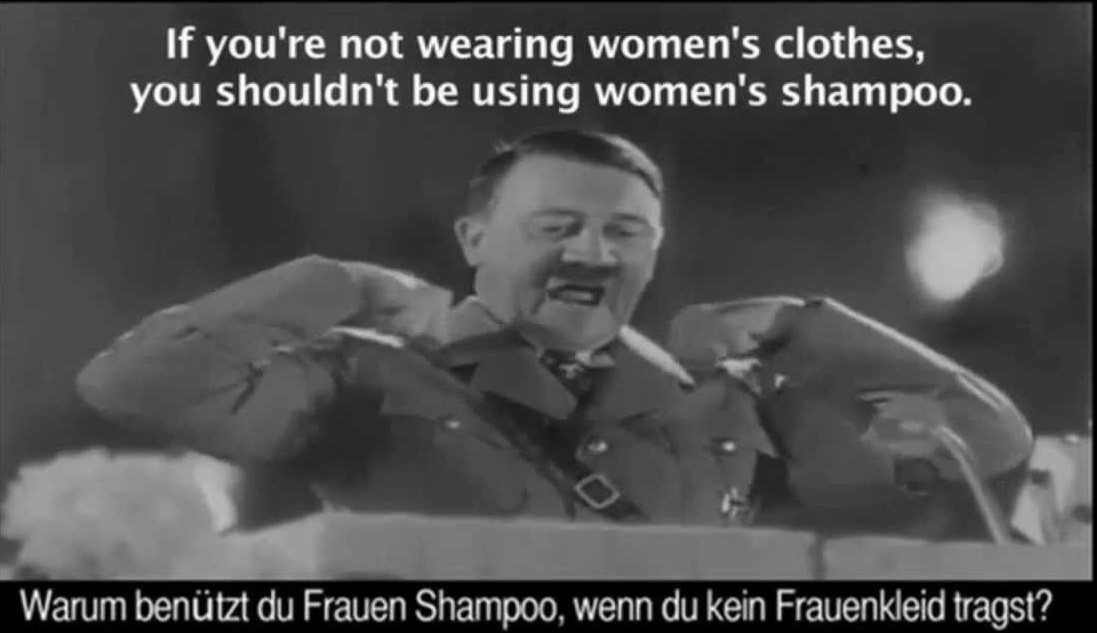 If you're not wearing women's clothes,
you shouldn't be using women's shampoo.
Warum benützt du Frauen Shampoo, wenn du kein Frauenkleid tragst?